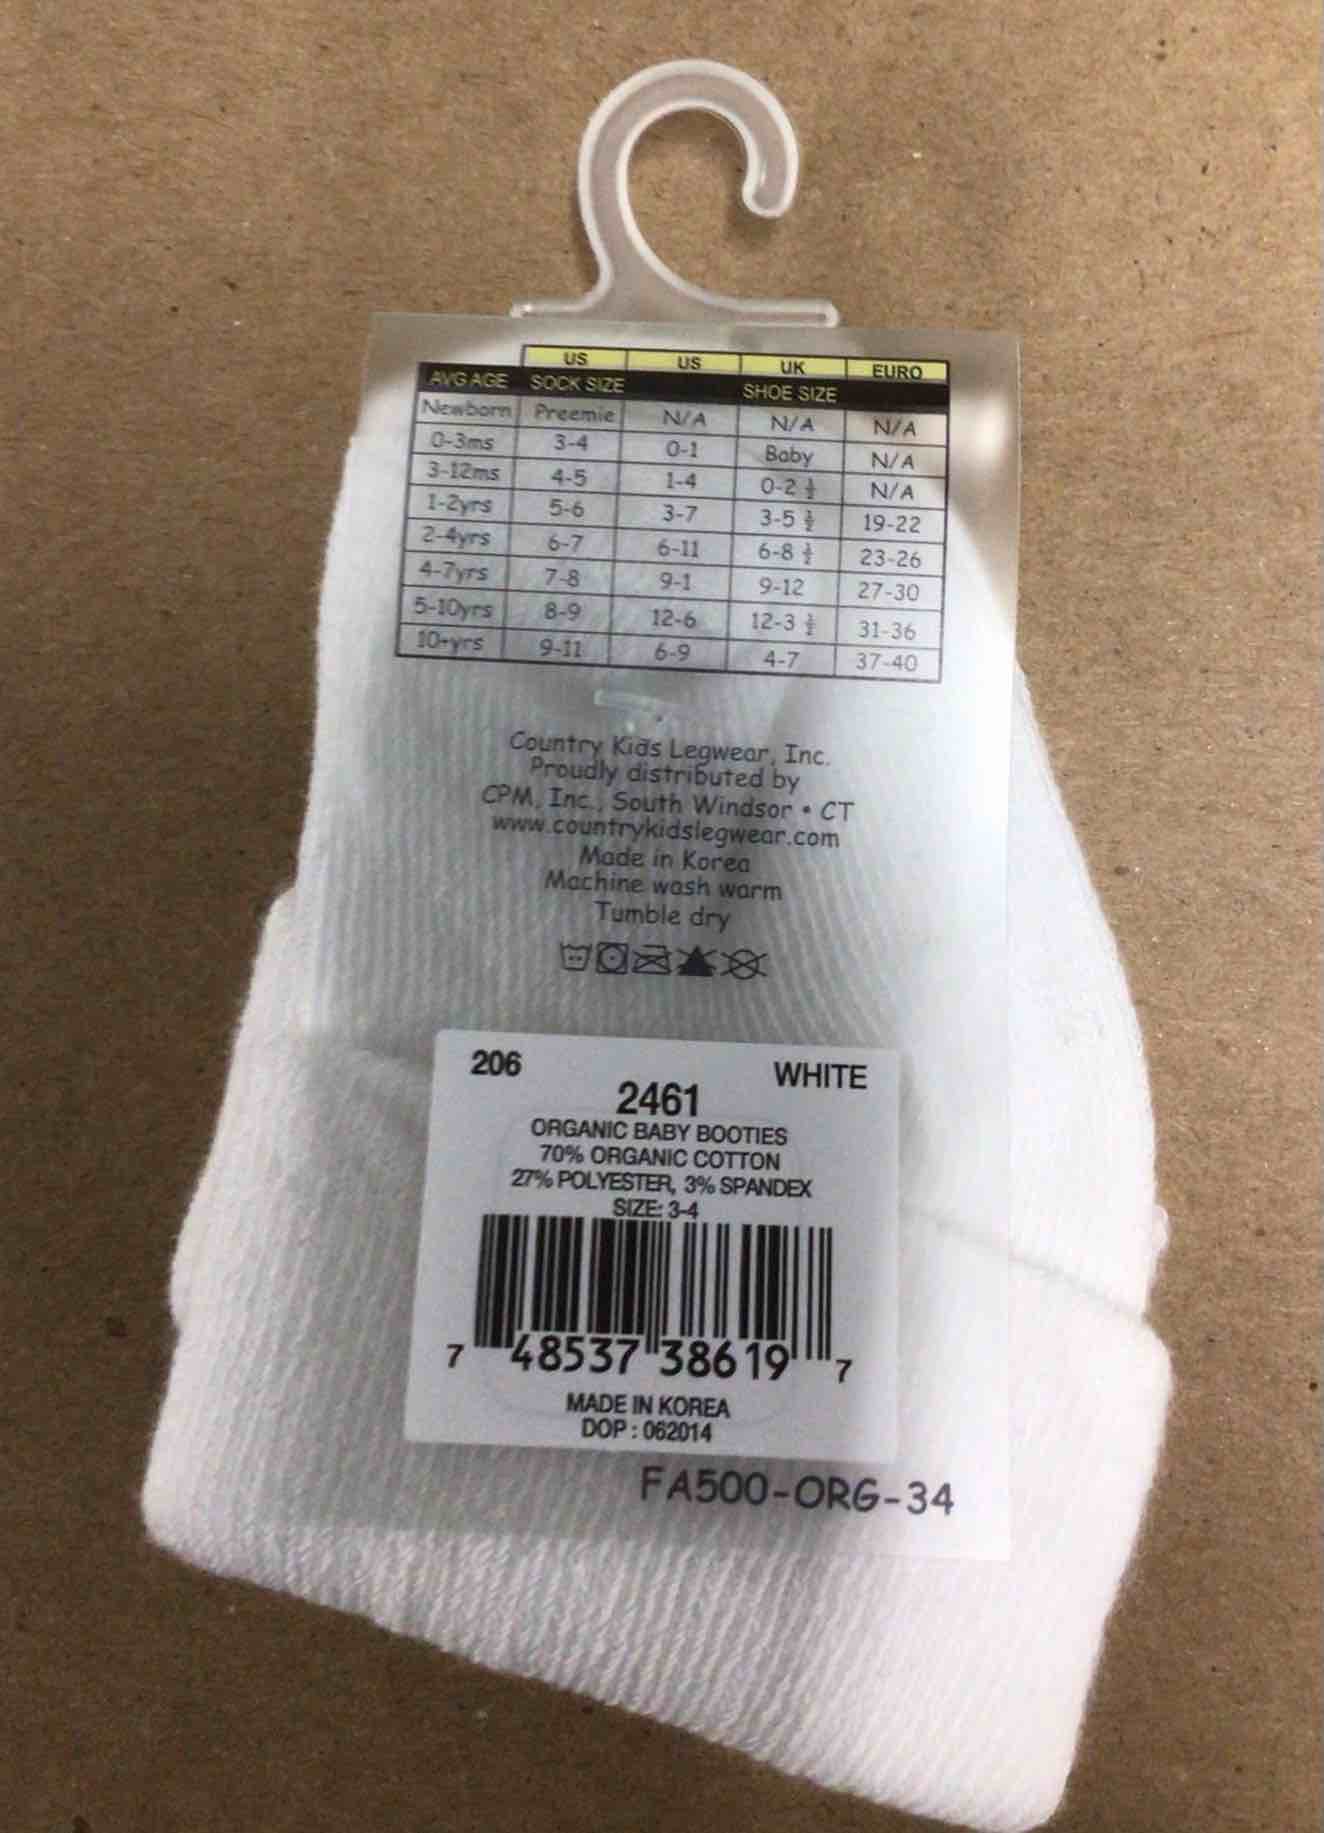 US US UK EURO
AVG AGE SOCK SIZE SHOE SIZE
Newborn Preemie N/A N/A N/A
0-3ms 3-4 0-1 Baby N/A
3-12ms 4-5 1-4 0-2 ½ N/A
1-2yrs 5-6 3-7 3-5 ½ 19-22
2-4yrs 6-7 6-11 6-8 ½ 23-26
4-7yrs 7-8 9-1 9-12 27-30
5-10yrs 8-9 12-6 12-3 ½ 31-36
10+yrs 9-11 6-9 4-7 37-40
Country Kids Legwear, Inc.
Proudly distributed by
CPM, Inc., South Windsor • CT
www.countrykidslegwear.com
Made in Korea
Machine wash warm
Tumble dry
206 WHITE
2461
ORGANIC BABY BOOTIES
70% ORGANIC COTTON
27% POLYESTER, 3% SPANDEX
SIZE: 3-4
7 48537 38619 7
MADE IN KOREA
DOP : 062014
FA500-ORG-34